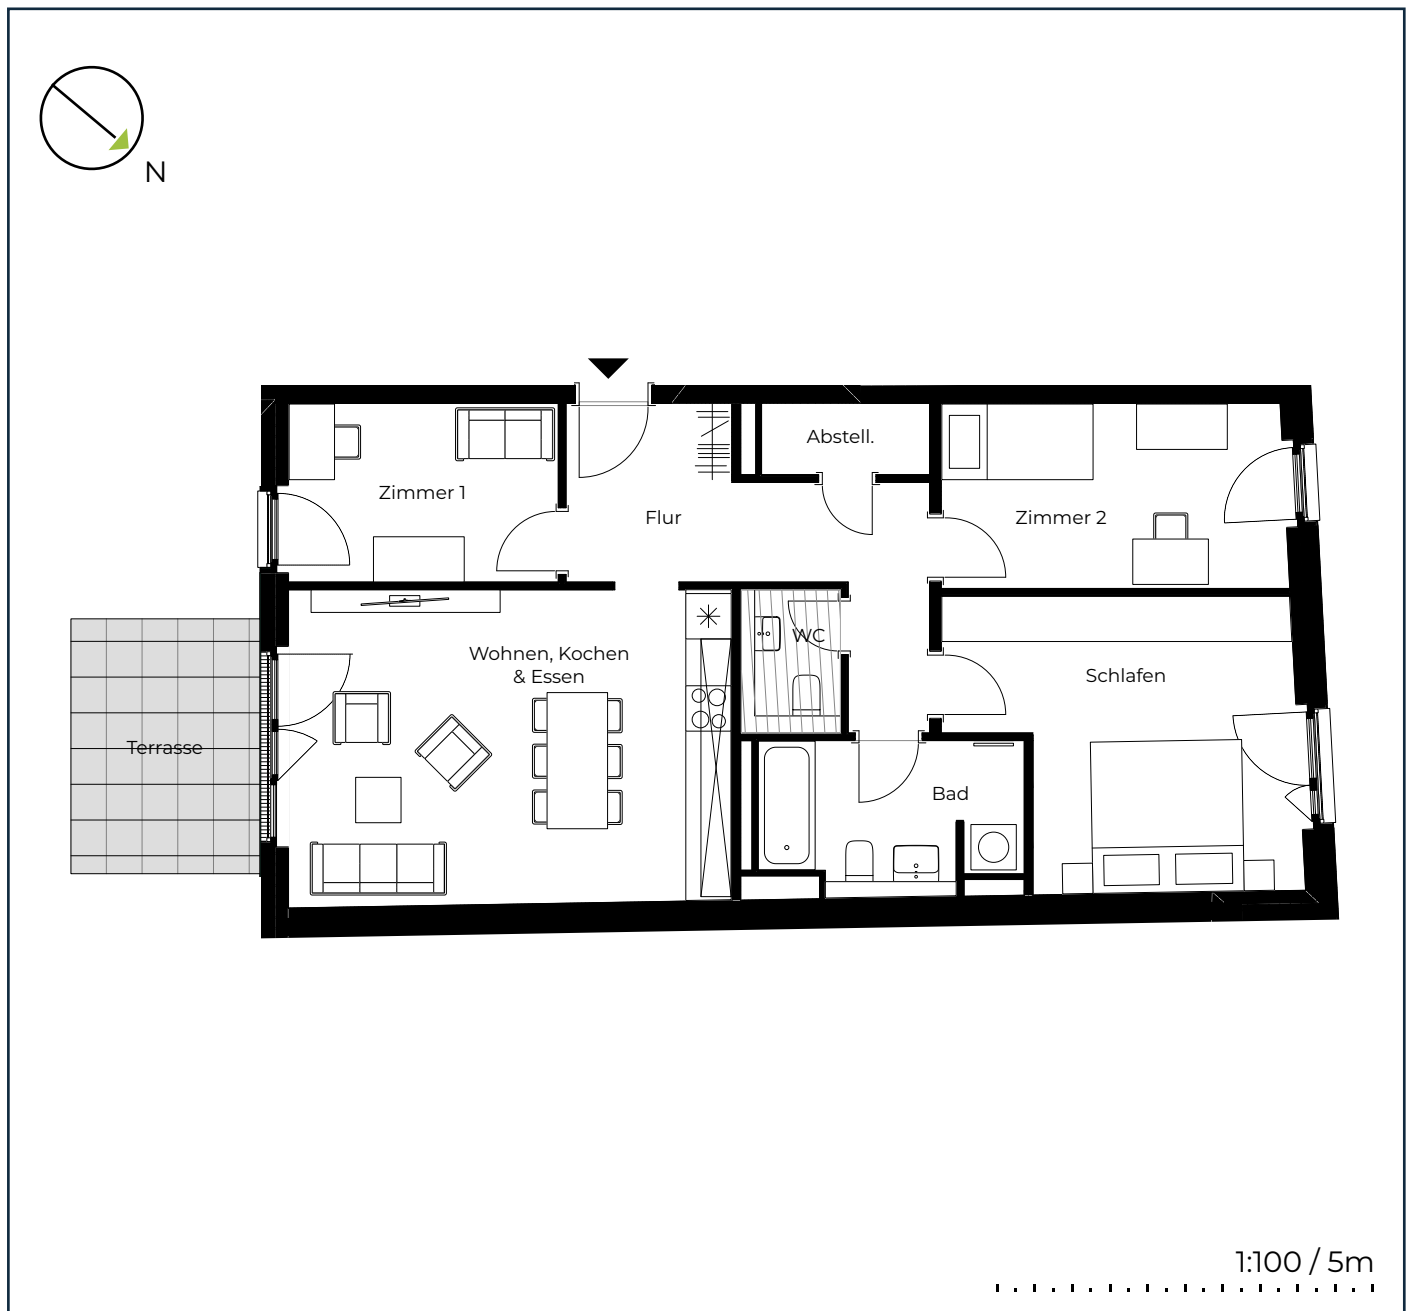 N
Abstell.
Zimmer 1
Flur
Zimmer 2
WC
Wohnen, Kochen
& Essen
Schlafen
Terrasse
Bad
1:100 / 5m